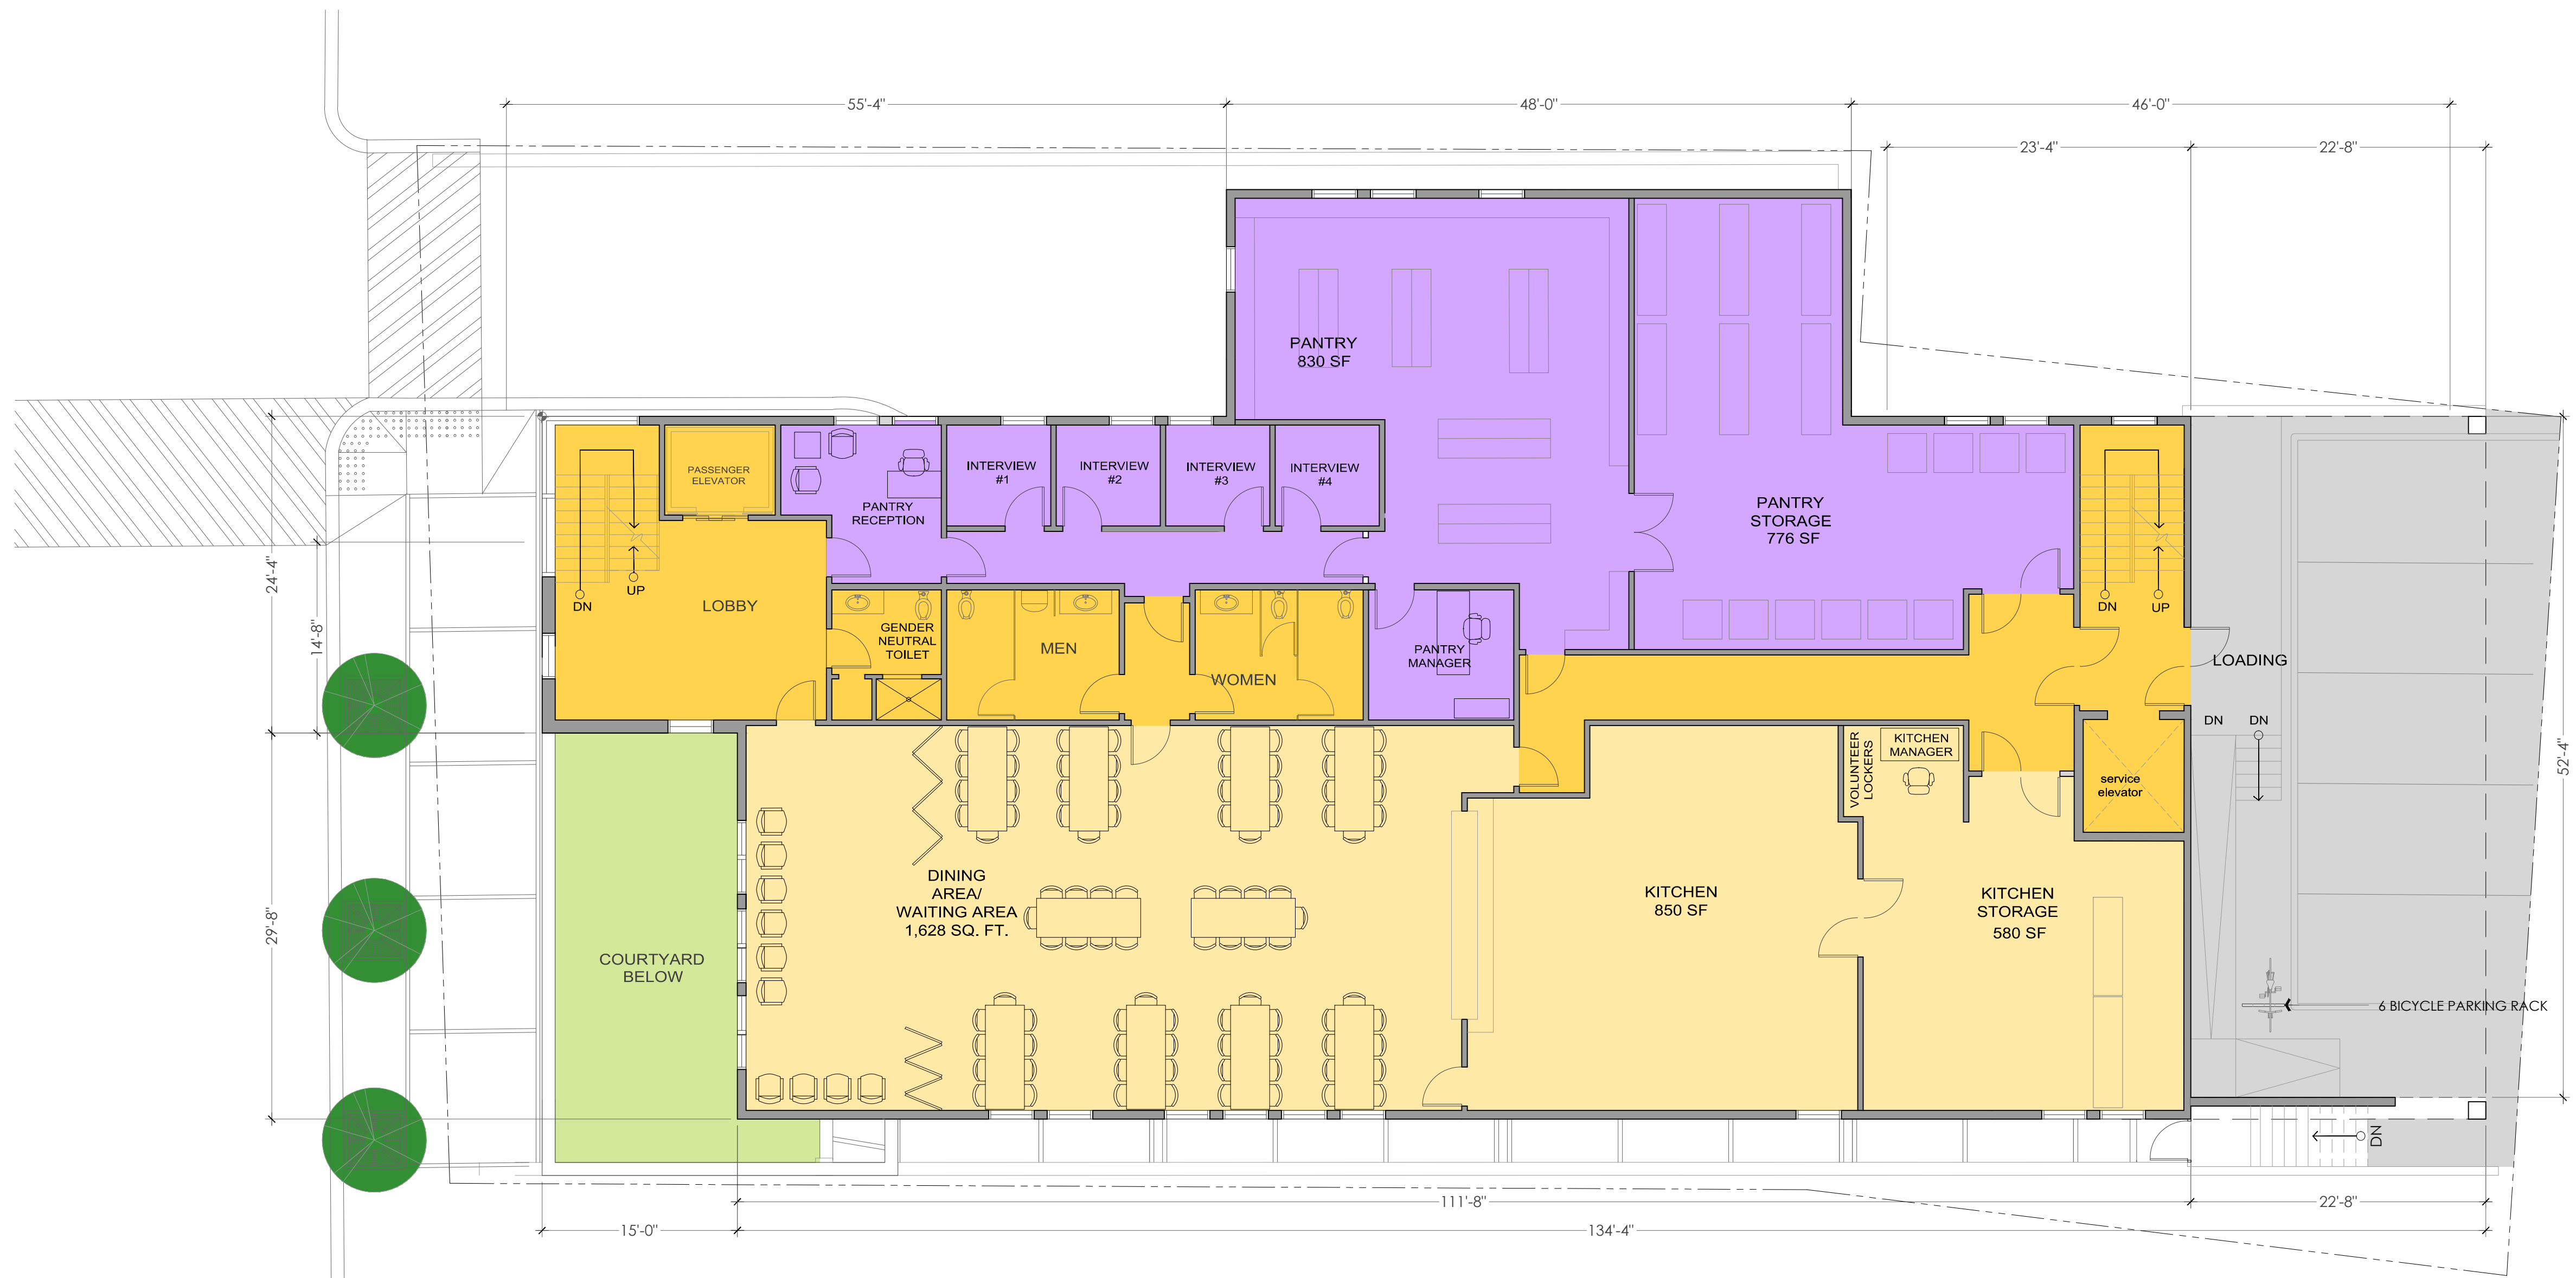 55'-4"
48'-0"
46'-0"
23'-4"
22'-8"
PANTRY
830 SF
PASSENGER
ELEVATOR
PANTRY
RECEPTION
INTERVIEW
#1
INTERVIEW
#2
INTERVIEW
#3
INTERVIEW
#4
PANTRY
STORAGE
776 SF
24'-4"
14'-8"
DN
UP
LOBBY
GENDER
NEUTRAL
TOILET
MEN
WOMEN
PANTRY
MANAGER
DN
UP
LOADING
DN
DN
52'-4"
VOLUNTEER
LOCKERS
KITCHEN
MANAGER
service
elevator
29'-8"
COURTYARD
BELOW
DINING
AREA/
WAITING AREA
1,628 SQ. FT.
KITCHEN
850 SF
KITCHEN
STORAGE
580 SF
6 BICYCLE PARKING RACK
DN
111'-8"
22'-8"
15'-0"
134'-4"